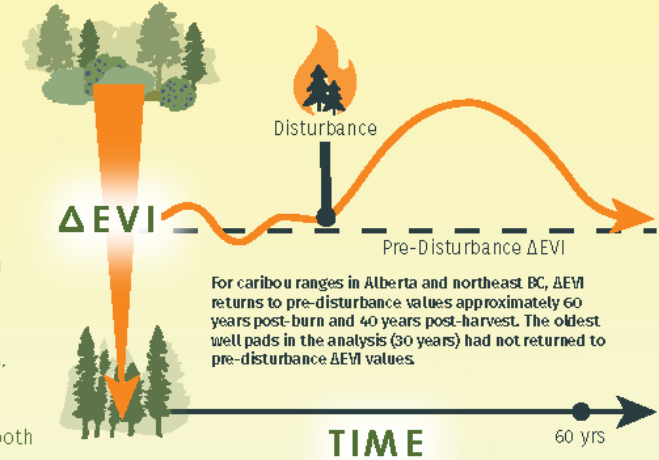 Disturbance
ΔEVI
Pre-Disturbance ΔEVI
For caribou ranges in Alberta and northeast BC, ΔEVI
returns to pre-disturbance values approximately 60
years post-burn and 40 years post-harvest. The oldest
well pads in the analysis (30 years) had not returned to
pre-disturbance ΔEVI values.
60 yrs
TIME